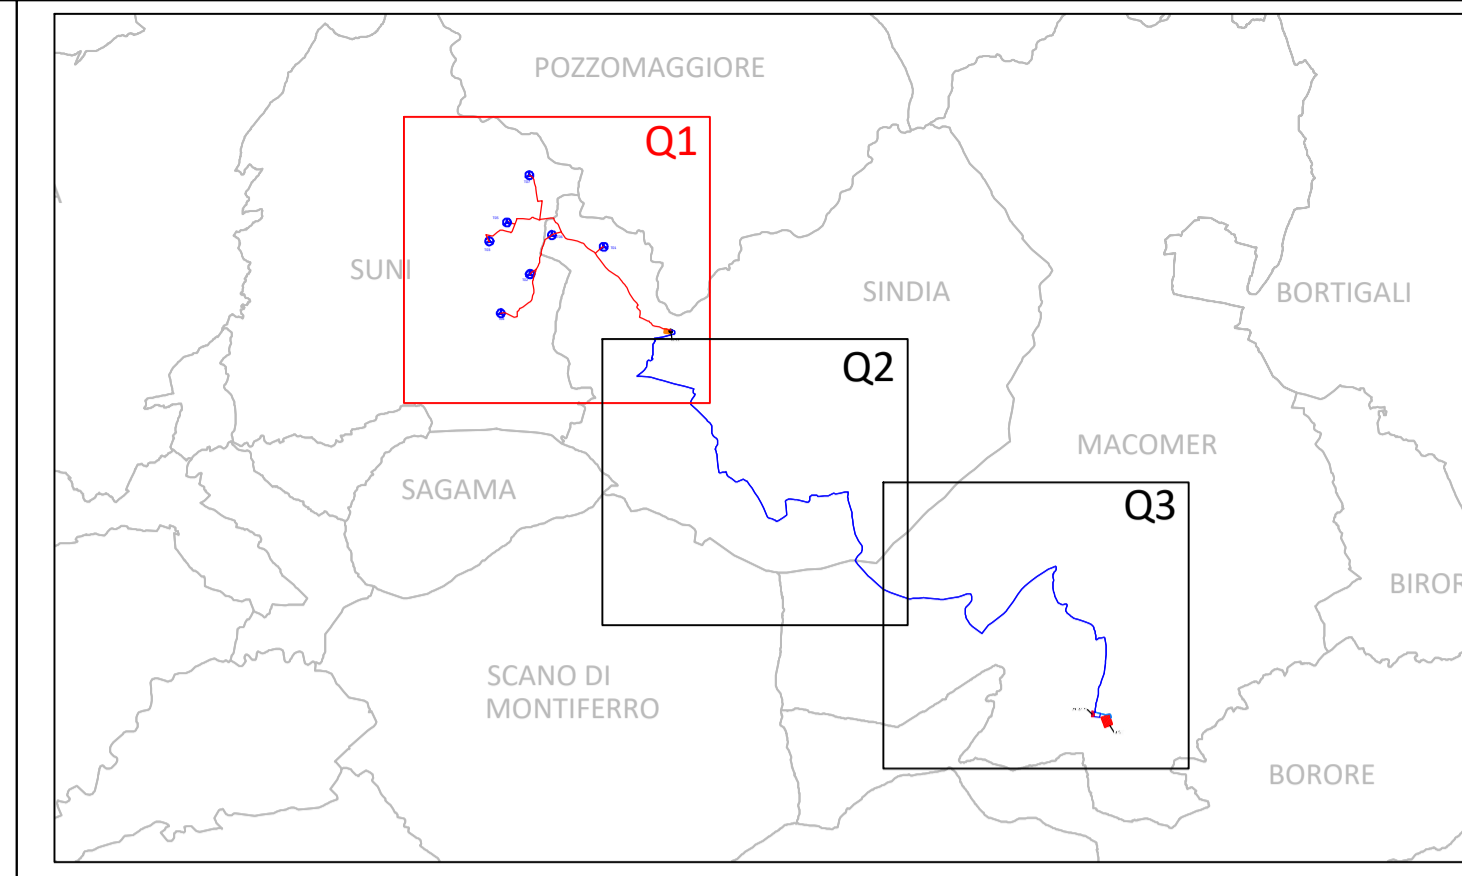 POZZOMAGGIORE
Q1
SUNI
SINDIA
BORTIGALI
Q2
MACOMER
SAGAMA
Q3
BIROR
SCANO DI
MONTIFERRO
BORORE